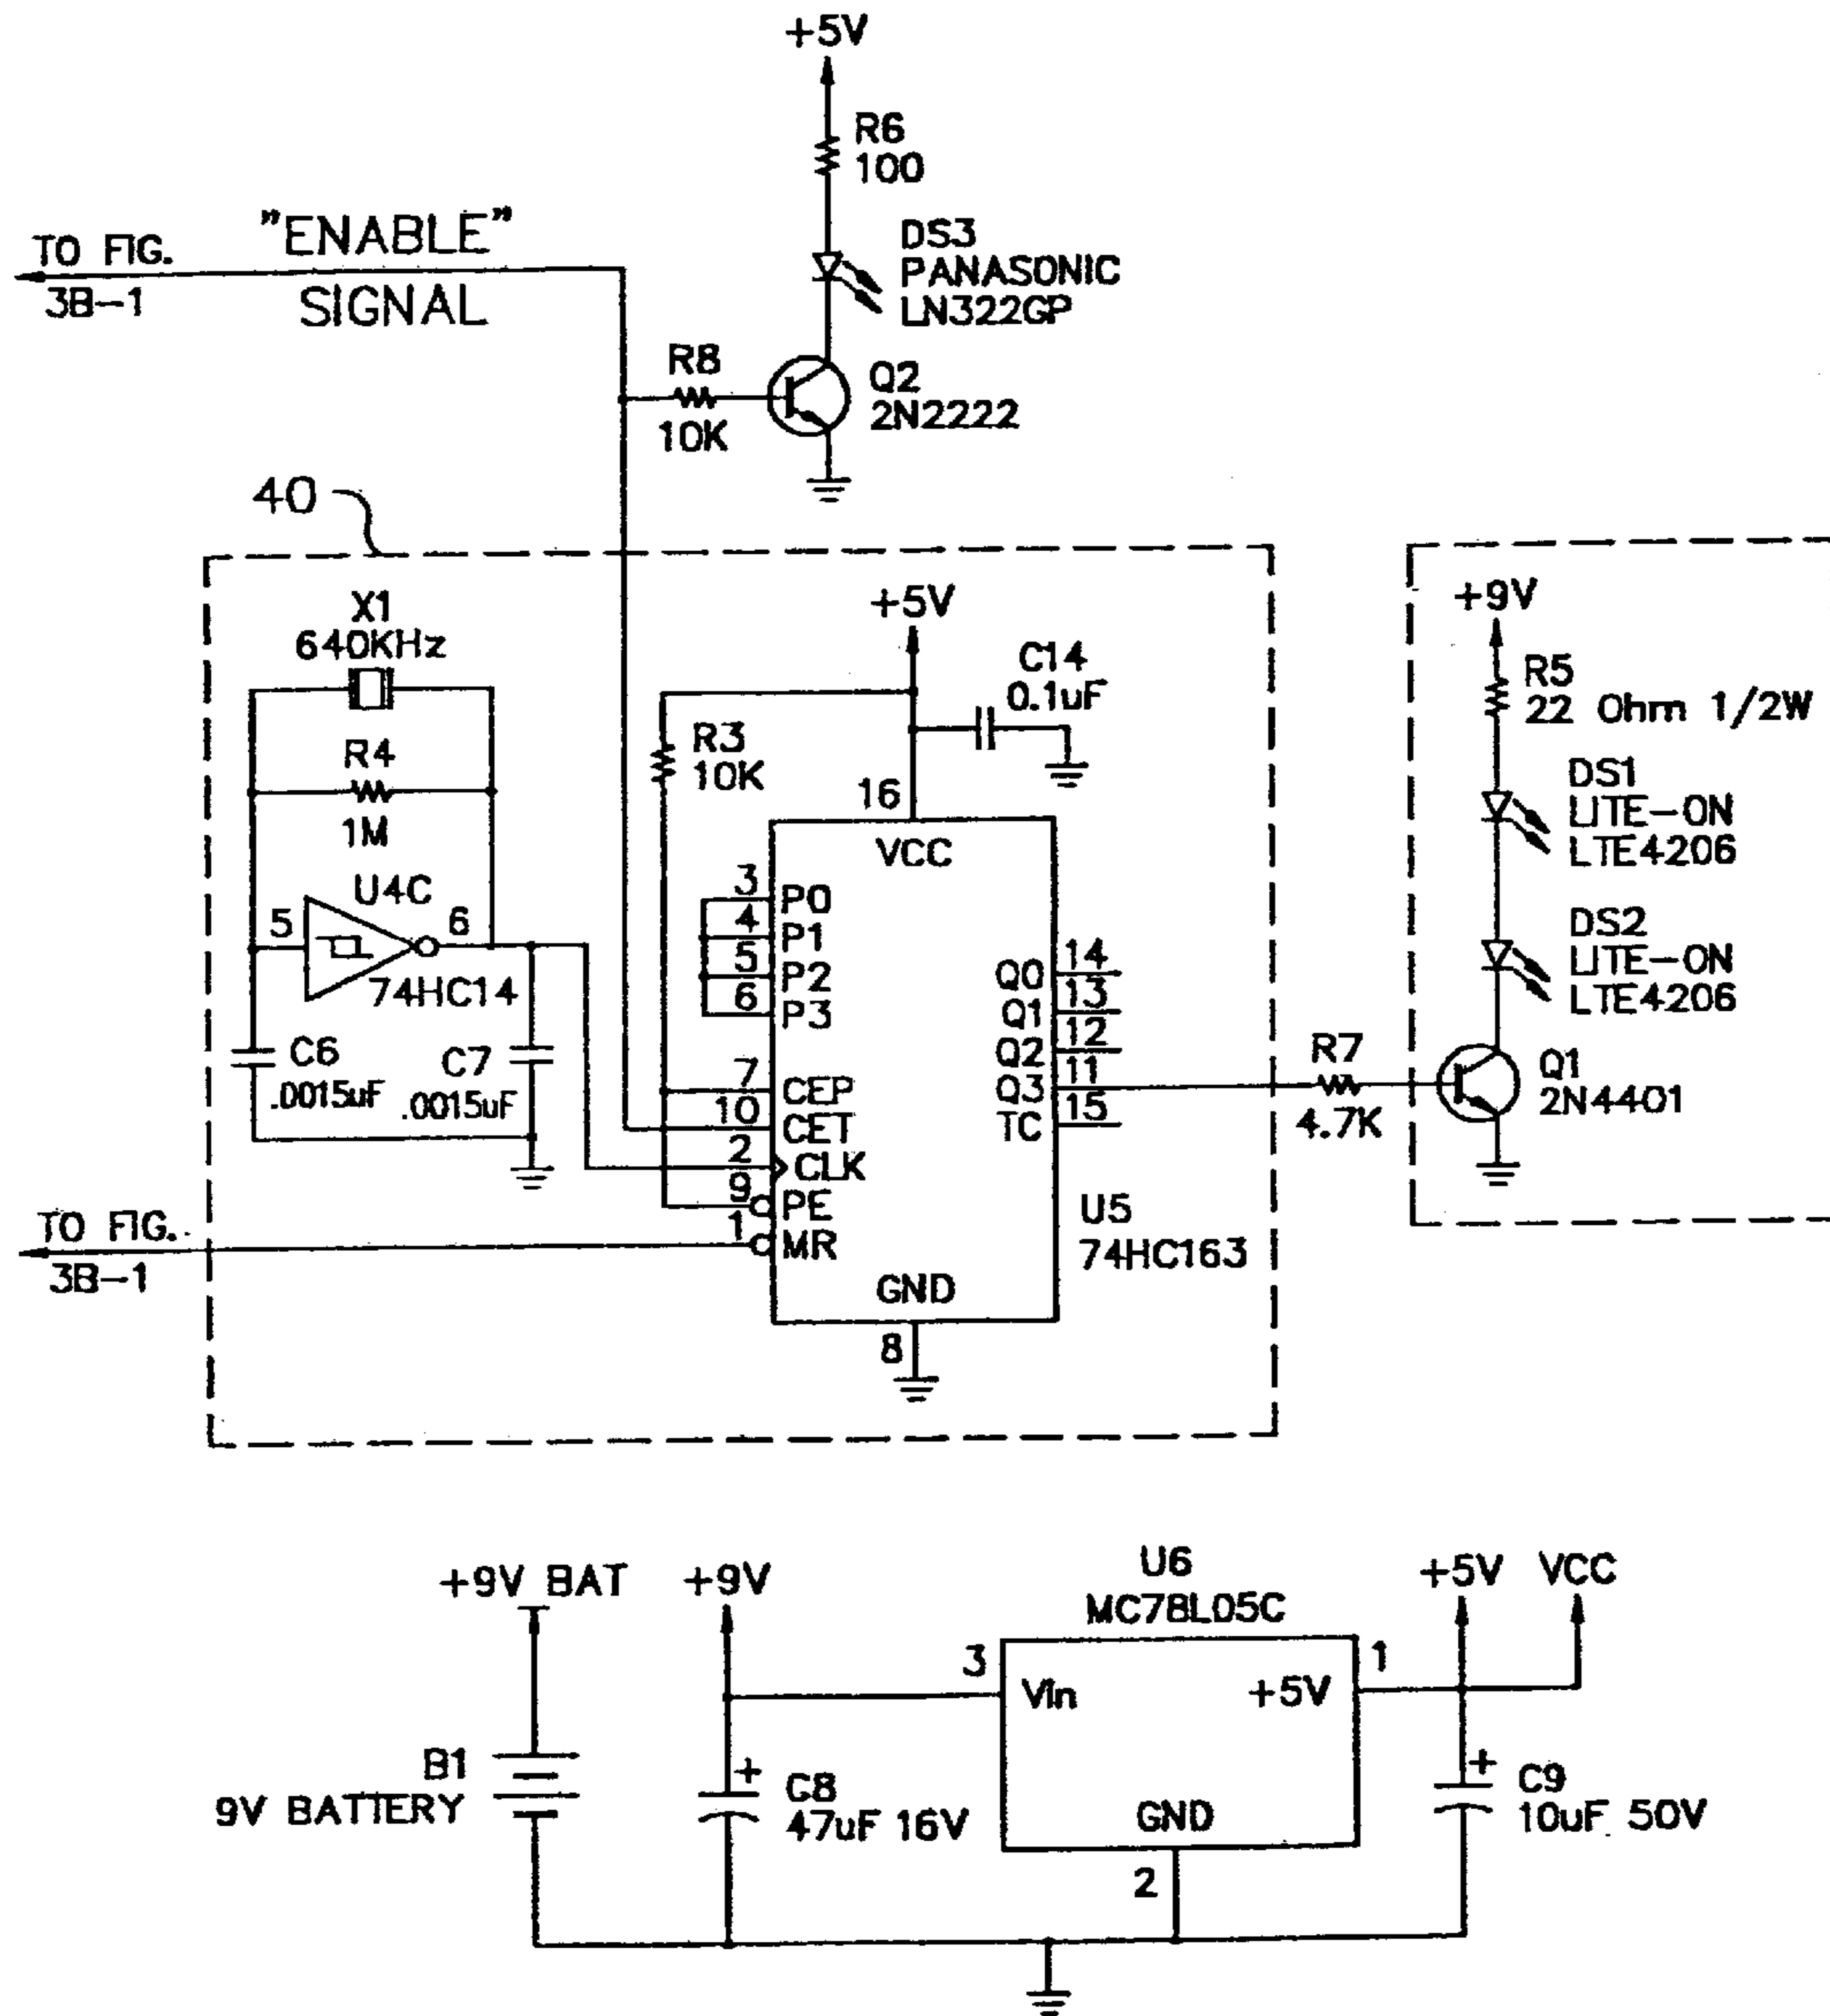 +5V
R6
100
TO FIG.
3B-1
"ENABLE"
SIGNAL
DS3
PANASONIC
LN322GP
R8
10K
Q2
2N2222
40
X1
640KHz
R4
1M
U4C
5
6
74HC14
C6
.0015uF
C7
.0015uF
+5V
C14
0.1uF
R3
10K
16
VCC
3
P0
4
P1
5
P2
6
P3
7
CEP
10
CET
2
CLK
9
PE
1
MR
14
Q0
13
Q1
12
Q2
11
Q3
15
TC
GND
8
U5
74HC163
TO FIG.
3B-1
R7
4.7K
+9V
R5
22 Ohm 1/2W
DS1
LITE-ON
LTE4206
DS2
LITE-ON
LTE4206
Q1
2N4401
+9V BAT
B1
9V BATTERY
+9V
C8
47uF 16V
U6
MC78L05C
3
Vin
+5V
1
GND
2
+5V
VCC
C9
10uF 50V